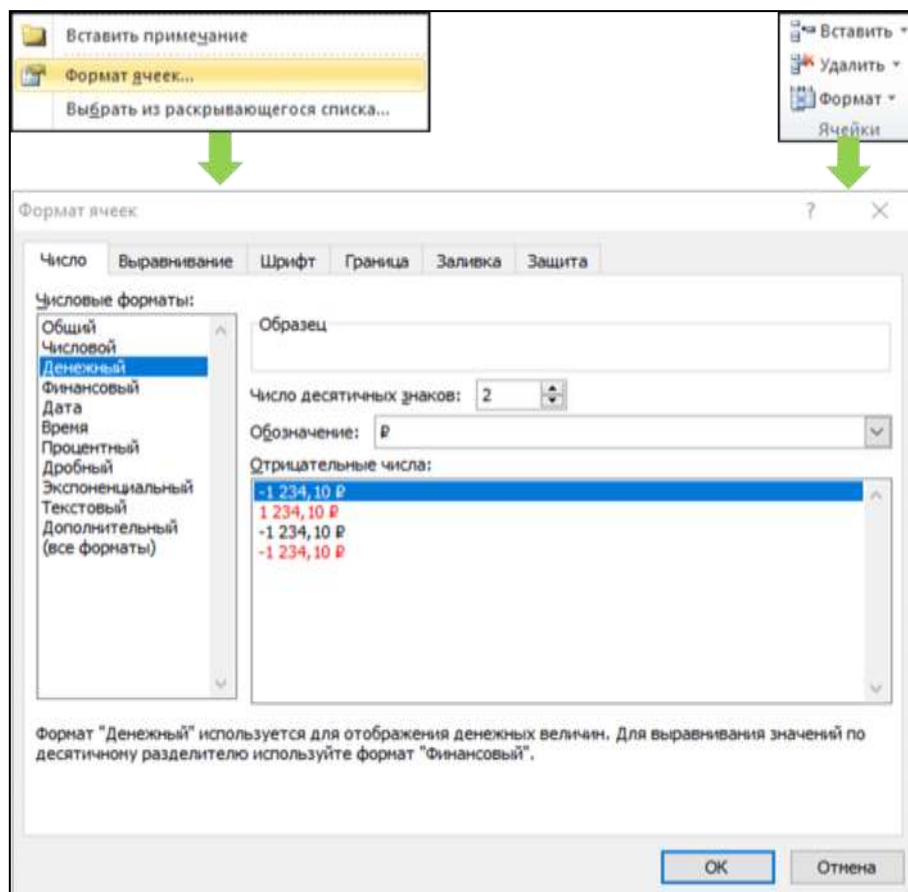 Вставить примечание
Формат ячеек...
Выбрать из раскрывающегося списка...
Вставить
Удалить
Формат
Ячейки
Формат ячеек
?
Число Выравнивание Шрифт Граница Заливка Защита
Числовые форматы:
Общий
Числовой
Денежный
Финансовый
Дата
Время
Процентный
Дробный
Экспоненциальный
Текстовый
Дополнительный
(все форматы)
Образец
Число десятичных знаков: 2
Обозначение: ₽
Отрицательные числа:
-1 234,10 ₽
1 234,10 ₽
-1 234,10 ₽
-1 234,10 ₽
Формат "Денежный" используется для отображения денежных величин. Для выравнивания значений по
десятичному разделителю используйте формат "Финансовый".
ОК Отмена